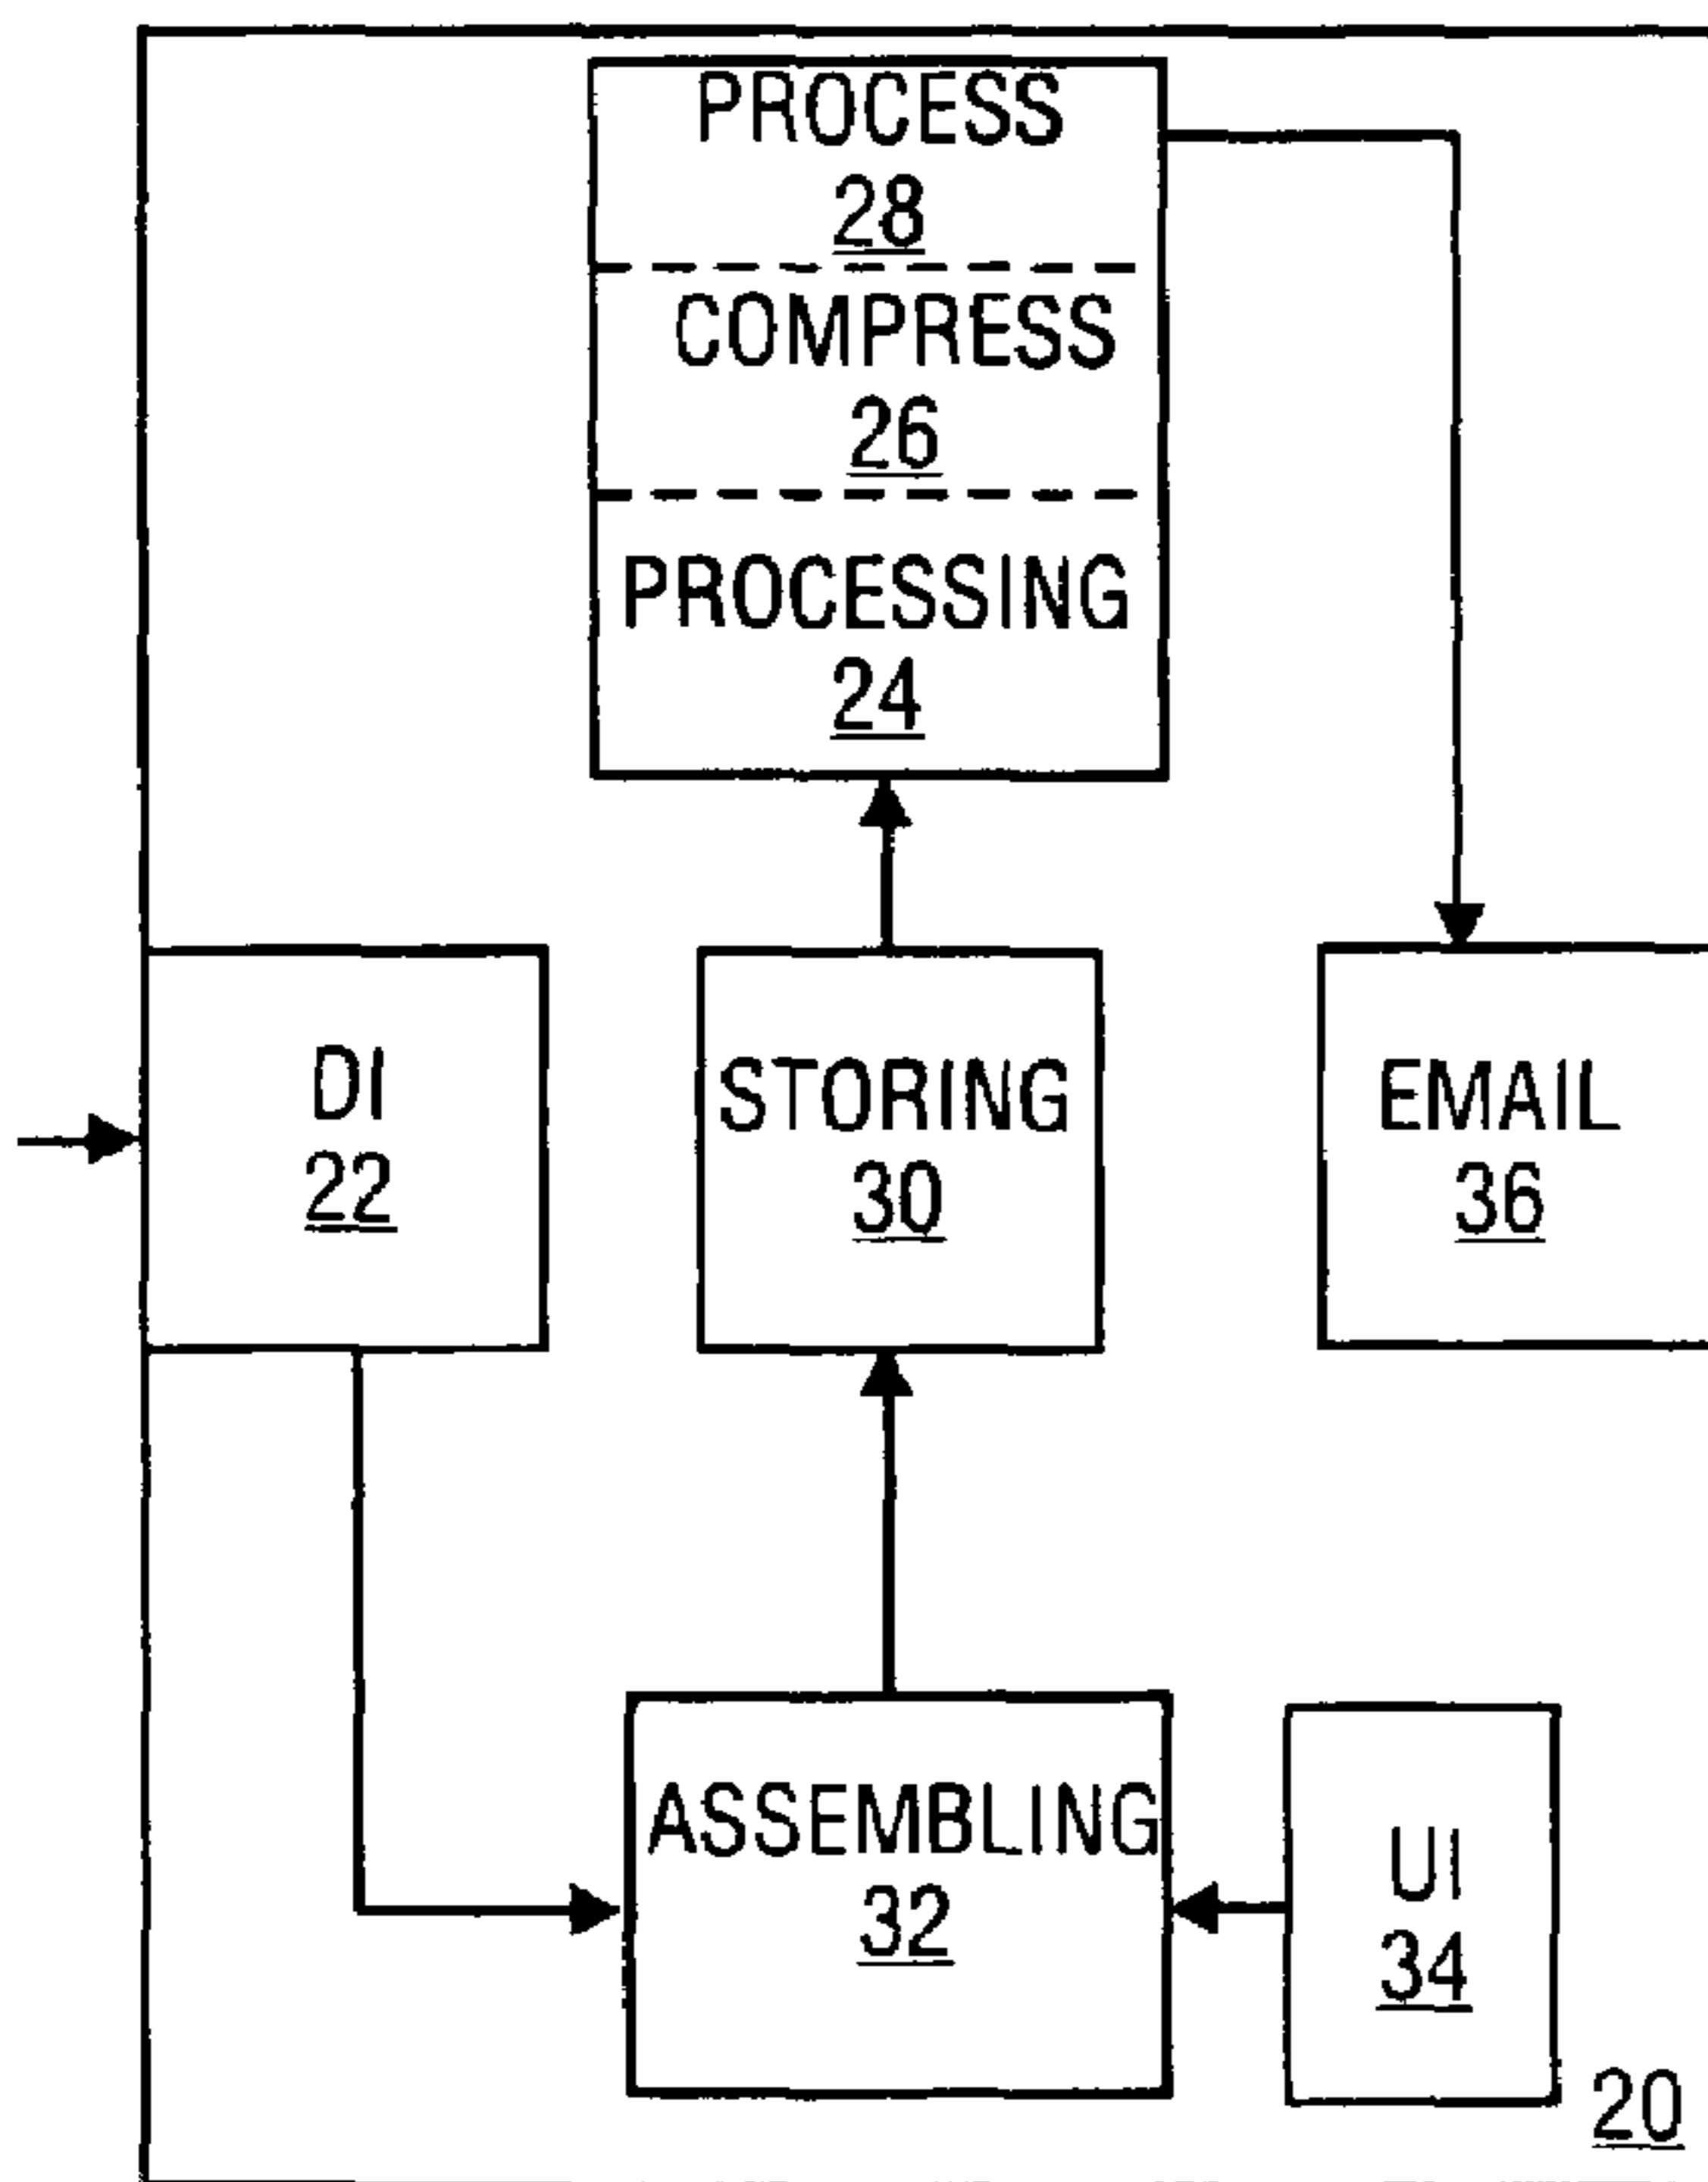 PROCESS
28
COMPRESS
26
PROCESSING
24
DI
22
STORING
30
EMAIL
36
ASSEMBLING
32
UI
34
20